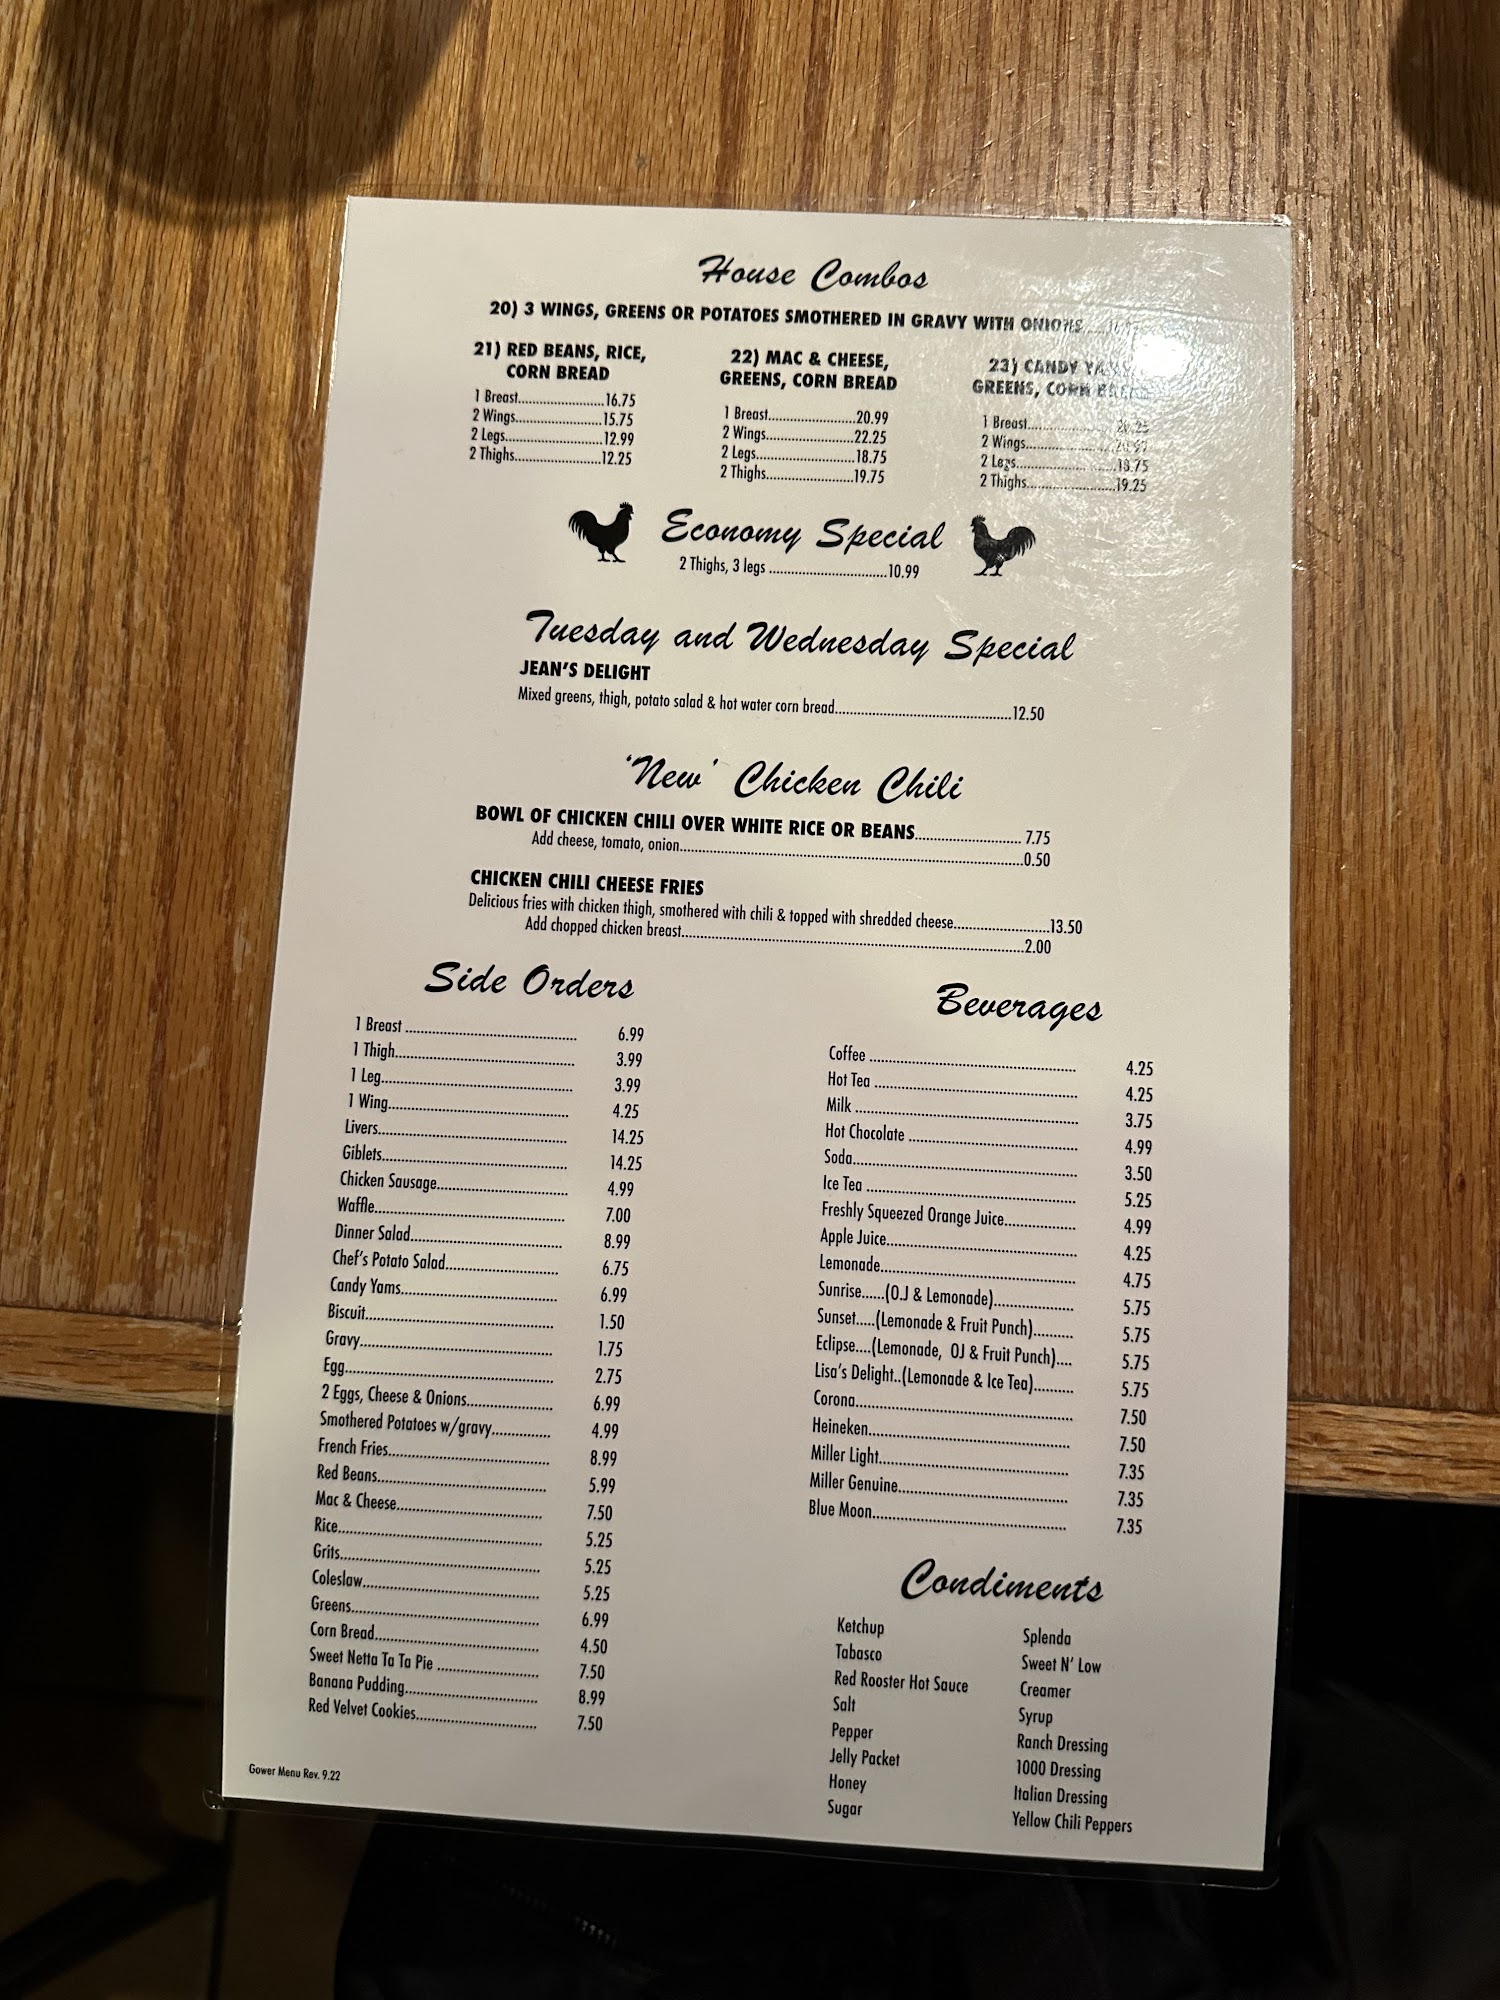 House Combos
20) 3 WINGS, GREENS OR POTATOES SMOTHERED IN GRAVY WITH ONIONS.....
21) RED BEANS, RICE,
CORN BREAD
1 Breast.............................16.75
2 Wings.............................15.75
2 Legs.................................12.99
2 Thighs.............................12.25
22) MAC & CHEESE,
GREENS, CORN BREAD
1 Breast.............................20.99
2 Wings.............................22.25
2 Legs.................................18.75
2 Thighs.............................19.75
23) CANDY YAMS,
GREENS, CORN BREAD
1 Breast.............................
2 Wings.............................
2 Legs.................................18.75
2 Thighs.............................19.25
Economy Special
2 Thighs, 3 legs ........................................10.99
Tuesday and Wednesday Special
JEAN'S DELIGHT
Mixed greens, thigh, potato salad & hot water corn bread............................................................12.50
'New' Chicken Chili
BOWL OF CHICKEN CHILI OVER WHITE RICE OR BEANS.................................... 7.75
Add cheese, tomato, onion....................................................................................................................0.50
CHICKEN CHILI CHEESE FRIES
Delicious fries with chicken thigh, smothered with chili & topped with shredded cheese................................13.50
Add chopped chicken breast...................................................................................................................2.00
Side Orders
1 Breast .......................................................... 6.99
1 Thigh............................................................ 3.99
1 Leg................................................................ 3.99
1 Wing............................................................ 4.25
Livers............................................................... 14.25
Giblets.............................................................. 14.25
Chicken Sausage............................................ 4.99
Waffle................................................................ 7.00
Dinner Salad................................................... 8.99
Chef's Potato Salad...................................... 6.75
Candy Yams.................................................... 6.99
Biscuit............................................................... 1.50
Gravy................................................................ 1.75
Egg..................................................................... 2.75
2 Eggs, Cheese & Onions............................. 6.99
Smothered Potatoes w/gravy.................... 4.99
French Fries..................................................... 8.99
Red Beans........................................................ 5.99
Mac & Cheese................................................ 7.50
Rice.................................................................... 5.25
Grits................................................................... 5.25
Coleslaw........................................................... 5.25
Greens.............................................................. 6.99
Corn Bread...................................................... 4.50
Sweet Netta Ta Ta Pie .................................. 7.50
Banana Pudding............................................ 8.99
Red Velvet Cookies........................................ 7.50
Gower Menu Rev. 9.22
Beverages
Coffee ..................................................................... 4.25
Hot Tea .................................................................... 4.25
Milk ........................................................................... 3.75
Hot Chocolate ......................................................... 4.99
Soda.......................................................................... 3.50
Ice Tea ...................................................................... 5.25
Freshly Squeezed Orange Juice........................ 4.99
Apple Juice............................................................... 4.25
Lemonade................................................................. 4.75
Sunrise......(O.J & Lemonade)........................... 5.75
Sunset.....(Lemonade & Fruit Punch)............. 5.75
Eclipse....(Lemonade, OJ & Fruit Punch).... 5.75
Lisa's Delight..(Lemonade & Ice Tea)............. 5.75
Corona......................................................................... 7.50
Heineken.................................................................... 7.50
Miller Light............................................................... 7.35
Miller Genuine......................................................... 7.35
Blue Moon................................................................. 7.35
Condiments
Ketchup
Tabasco
Red Rooster Hot Sauce
Salt
Pepper
Jelly Packet
Honey
Sugar
Splenda
Sweet N' Low
Creamer
Syrup
Ranch Dressing
1000 Dressing
Italian Dressing
Yellow Chili Peppers